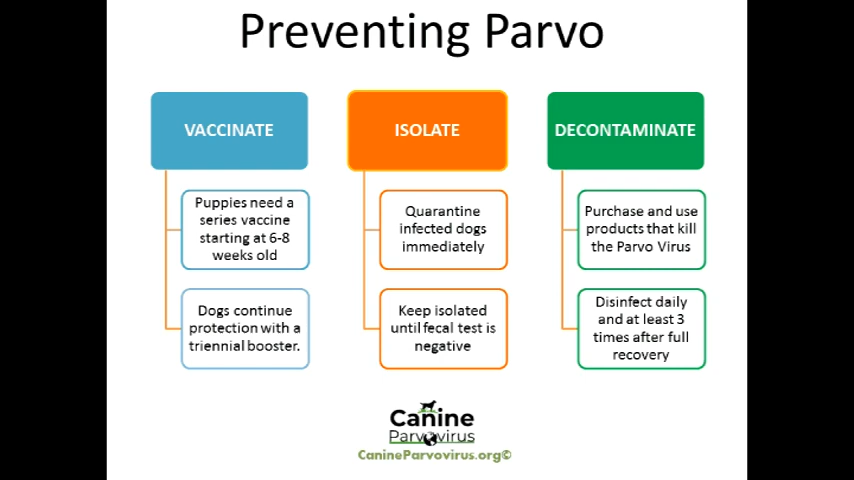 Preventing Parvo
VACCINATE
Puppies need a
series vaccine
starting at 6-8
weeks old
Dogs continue
protection with a
triennial booster.
ISOLATE
Quarantine
infected dogs
immediately
Keep isolated
until fecal test is
negative
DECONTAMINATE
Purchase and use
products that kill
the Parvo Virus
Disinfect daily
and at least 3
times after full
recovery
Canine
Parvovirus
CanineParvovirus.org©